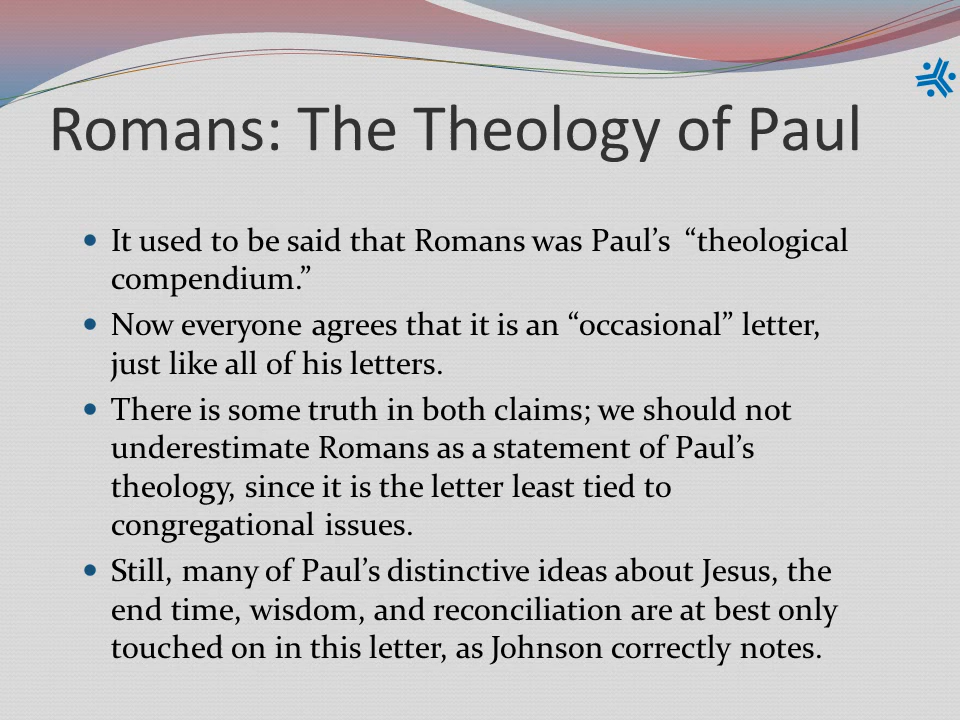 Romans: The Theology of Paul
It used to be said that Romans was Paul’s “theological
compendium.”
Now everyone agrees that it is an “occasional” letter,
just like all of his letters.
There is some truth in both claims; we should not
underestimate Romans as a statement of Paul’s
theology, since it is the letter least tied to
congregational issues.
Still, many of Paul’s distinctive ideas about Jesus, the
end time, wisdom, and reconciliation are at best only
touched on in this letter, as Johnson correctly notes.